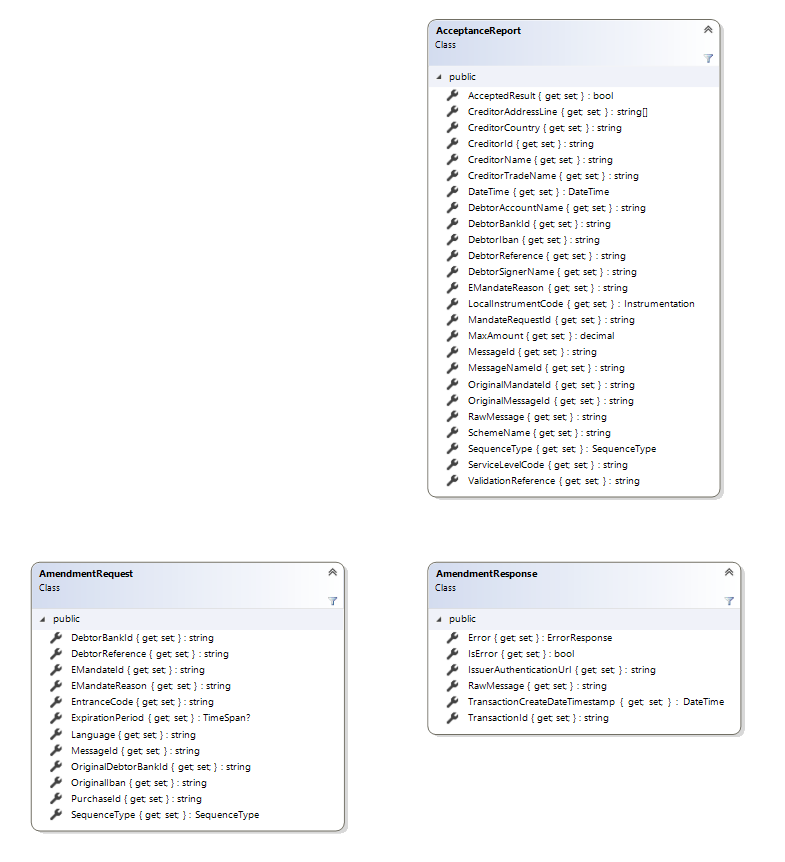 AcceptanceReport
Class
public
AcceptedResult { get; set; } : bool
CreditorAddressLine { get; set; } : string[]
CreditorCountry { get; set; } : string
CreditorId { get; set; } : string
CreditorName { get; set; } : string
CreditorTradeName { get; set; } : string
DateTime { get; set; } : DateTime
DebtorAccountName { get; set; } : string
DebtorBankId { get; set; } : string
DebtorIban { get; set; } : string
DebtorReference { get; set; } : string
DebtorSignerName { get; set; } : string
EMandateReason { get; set; } : string
LocalInstrumentCode { get; set; } : Instrumentation
MandateRequestId { get; set; } : string
MaxAmount { get; set; } : decimal
MessageId { get; set; } : string
MessageNameId { get; set; } : string
OriginalMandateId { get; set; } : string
OriginalMessageId { get; set; } : string
RawMessage { get; set; } : string
SchemeName { get; set; } : string
SequenceType { get; set; } : SequenceType
ServiceLevelCode { get; set; } : string
ValidationReference { get; set; } : string
AmendmentRequest
Class
public
DebtorBankId { get; set; } : string
DebtorReference { get; set; } : string
EMandateId { get; set; } : string
EMandateReason { get; set; } : string
EntranceCode { get; set; } : string
ExpirationPeriod { get; set; } : TimeSpan?
Language { get; set; } : string
MessageId { get; set; } : string
OriginalDebtorBankId { get; set; } : string
OriginalIban { get; set; } : string
PurchaseId { get; set; } : string
SequenceType { get; set; } : SequenceType
AmendmentResponse
Class
public
Error { get; set; } : ErrorResponse
IsError { get; set; } : bool
IssuerAuthenticationUrl { get; set; } : string
RawMessage { get; set; } : string
TransactionCreateDateTimestamp { get; set; } : DateTime
TransactionId { get; set; } : string